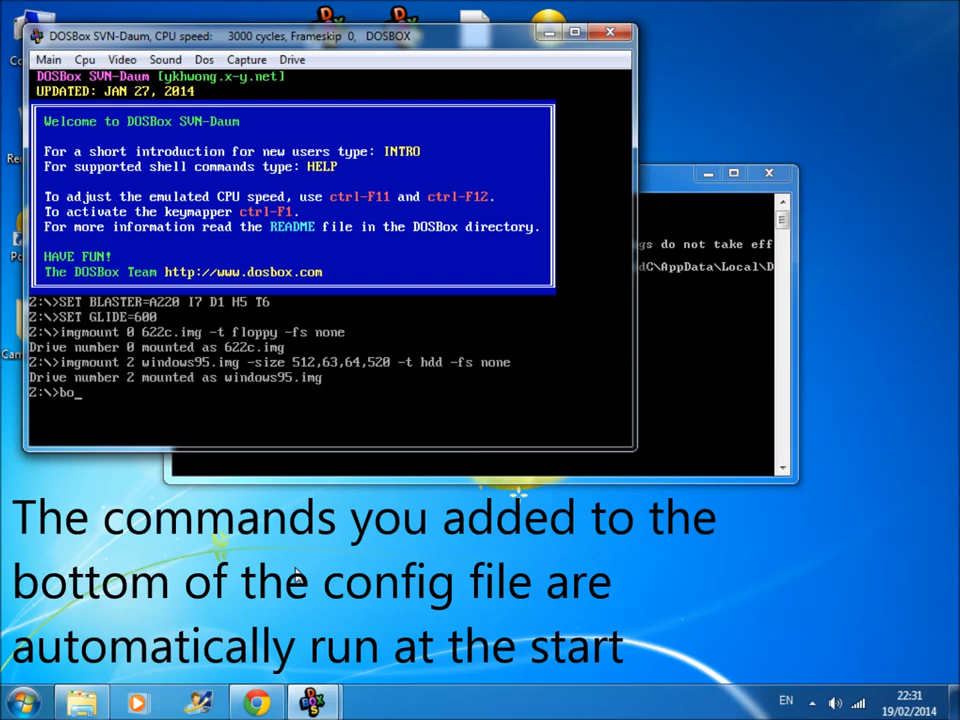 DOSBox SVN-Daum, CPU speed: 3000 cycles, Frameskip 0, DOSBOX
Main Cpu Video Sound Dos Capture Drive
DOSBox SVN-Daum [ykhwong.x-y.net]
UPDATED: JAN 27, 2014
Welcome to DOSBox SVN-Daum
For a short introduction for new users type: INTRO
For supported shell commands type: HELP
To adjust the emulated CPU speed, use ctrl-F11 and ctrl-F12.
To activate the keymapper ctrl-F1.
For more information read the README file in the DOSBox directory.
HAVE FUN!
The DOSBox Team http://www.dosbox.com
gs do not take eff
dC\AppData\Local\D
Z:\>SET BLASTER=A220 I7 D1 H5 T6
Z:\>SET GLIDE=600
Z:\>imgmount 0 622c.img -t floppy -fs none
Drive number 0 mounted as 622c.img
Z:\>imgmount 2 windows95.img -size 512,63,64,520 -t hdd -fs none
Drive number 2 mounted as windows95.img
Z:\>bo_
The commands you added to the
bottom of the config file are
automatically run at the start
EN
22:31
19/02/2014